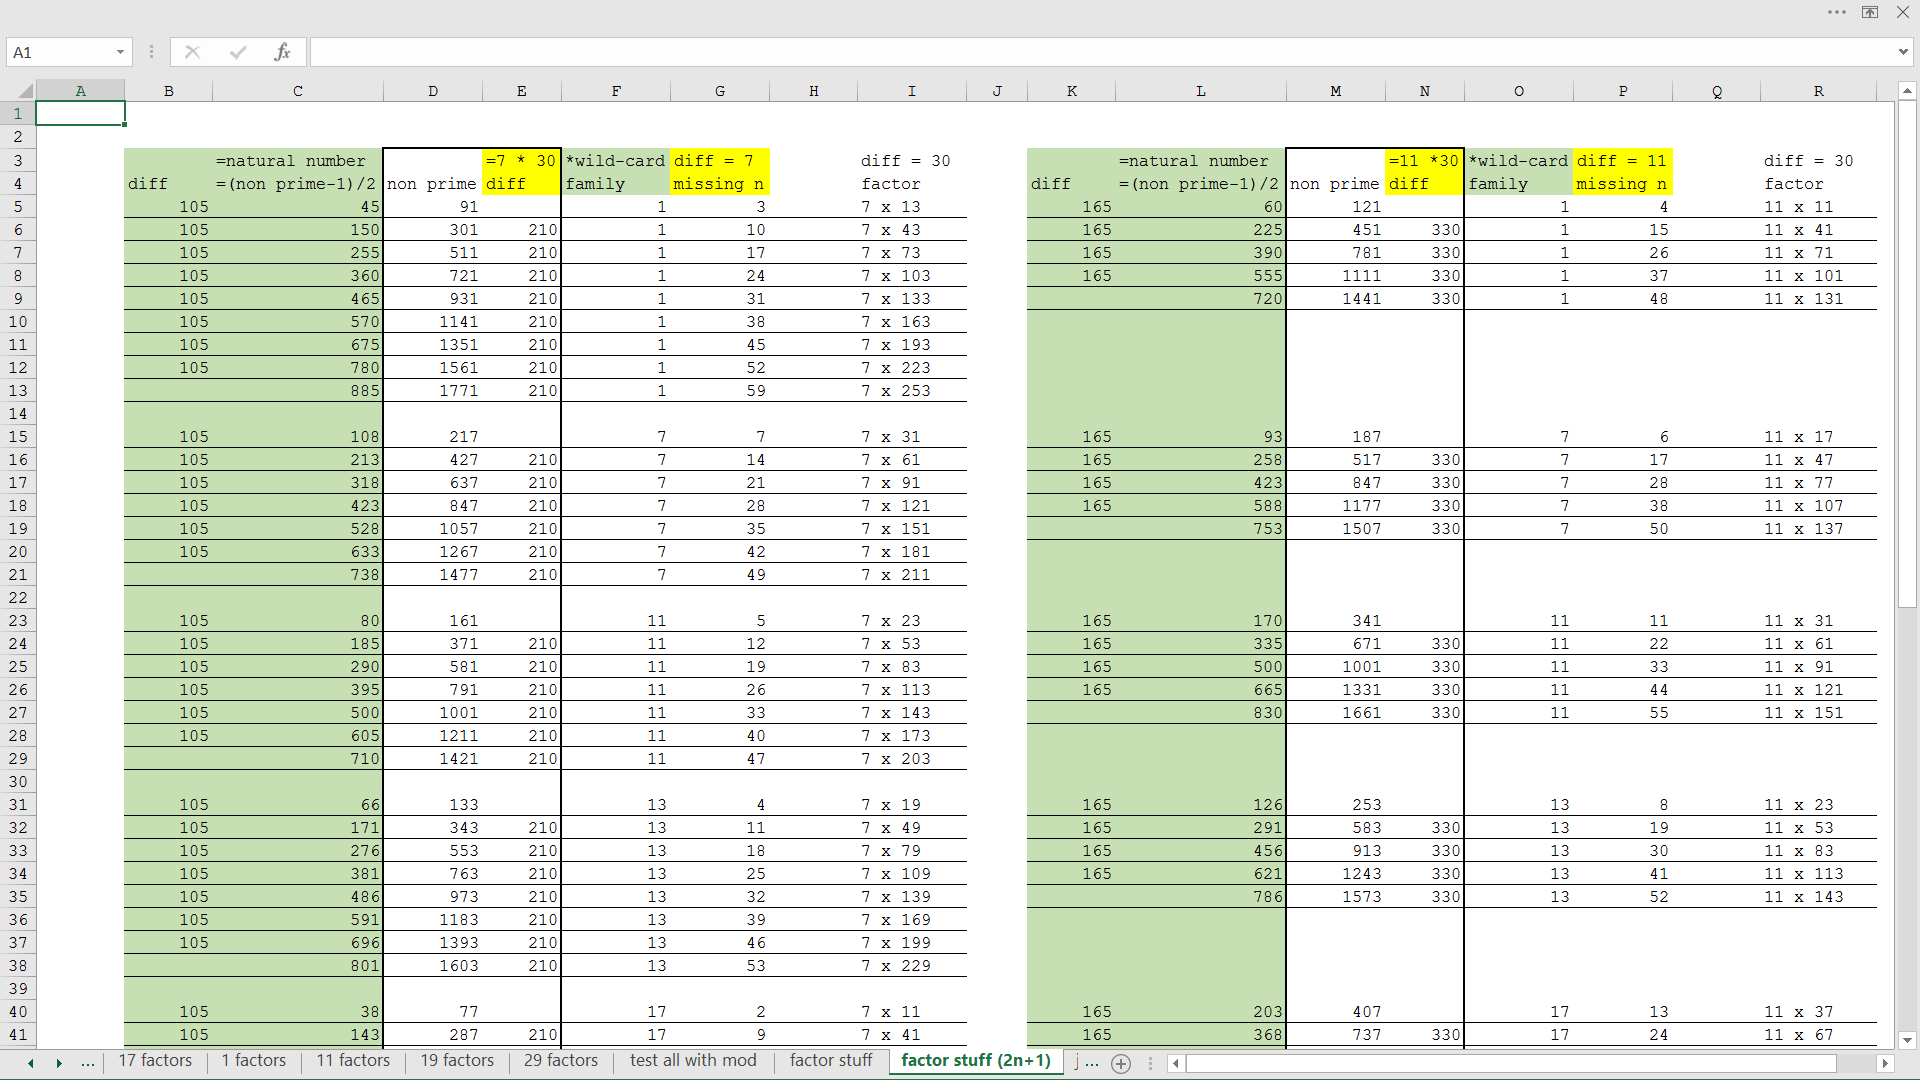 A1
fx
A B C D E F G H I J K L M N O P Q R
1
2
3 =natural number =7 * 30 *wild-card diff = 7 diff = 30 =natural number =11 *30 *wild-card diff = 11 diff = 30
4 diff =(non prime-1)/2 non prime diff family missing n factor diff =(non prime-1)/2 non prime diff family missing n factor
5 105 45 91 1 3 7 x 13 165 60 121 1 4 11 x 11
6 105 150 301 210 1 10 7 x 43 165 225 451 330 1 15 11 x 41
7 105 255 511 210 1 17 7 x 73 165 390 781 330 1 26 11 x 71
8 105 360 721 210 1 24 7 x 103 165 555 1111 330 1 37 11 x 101
9 105 465 931 210 1 31 7 x 133 720 1441 330 1 48 11 x 131
10 105 570 1141 210 1 38 7 x 163
11 105 675 1351 210 1 45 7 x 193
12 105 780 1561 210 1 52 7 x 223
13 885 1771 210 1 59 7 x 253
14
15 105 108 217 7 7 7 x 31 165 93 187 7 6 11 x 17
16 105 213 427 210 7 14 7 x 61 165 258 517 330 7 17 11 x 47
17 105 318 637 210 7 21 7 x 91 165 423 847 330 7 28 11 x 77
18 105 423 847 210 7 28 7 x 121 165 588 1177 330 7 38 11 x 107
19 105 528 1057 210 7 35 7 x 151 753 1507 330 7 50 11 x 137
20 105 633 1267 210 7 42 7 x 181
21 738 1477 210 7 49 7 x 211
22
23 105 80 161 11 5 7 x 23 165 170 341 11 11 11 x 31
24 105 185 371 210 11 12 7 x 53 165 335 671 330 11 22 11 x 61
25 105 290 581 210 11 19 7 x 83 165 500 1001 330 11 33 11 x 91
26 105 395 791 210 11 26 7 x 113 165 665 1331 330 11 44 11 x 121
27 105 500 1001 210 11 33 7 x 143 830 1661 330 11 55 11 x 151
28 105 605 1211 210 11 40 7 x 173
29 710 1421 210 11 47 7 x 203
30
31 105 66 133 13 4 7 x 19 165 126 253 13 8 11 x 23
32 105 171 343 210 13 11 7 x 49 165 291 583 330 13 19 11 x 53
33 105 276 553 210 13 18 7 x 79 165 456 913 330 13 30 11 x 83
34 105 381 763 210 13 25 7 x 109 165 621 1243 330 13 41 11 x 113
35 105 486 973 210 13 32 7 x 139 786 1573 330 13 52 11 x 143
36 105 591 1183 210 13 39 7 x 169
37 105 696 1393 210 13 46 7 x 199
38 801 1603 210 13 53 7 x 229
39
40 105 38 77 17 2 7 x 11 165 203 407 17 13 11 x 37
41 105 143 287 210 17 9 7 x 41 165 368 737 330 17 24 11 x 67
... 17 factors 1 factors 11 factors 19 factors 29 factors test all with mod factor stuff factor stuff (2n+1) ...